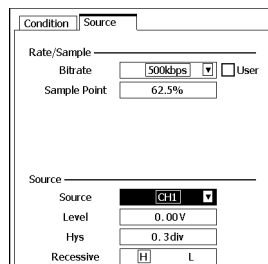 Condition Source
Rate/Sample
Bitrate 500kbps User
Sample Point 62.5%
Source
Source CH1
Level 0.00V
Hys 0.3div
Recessive H L